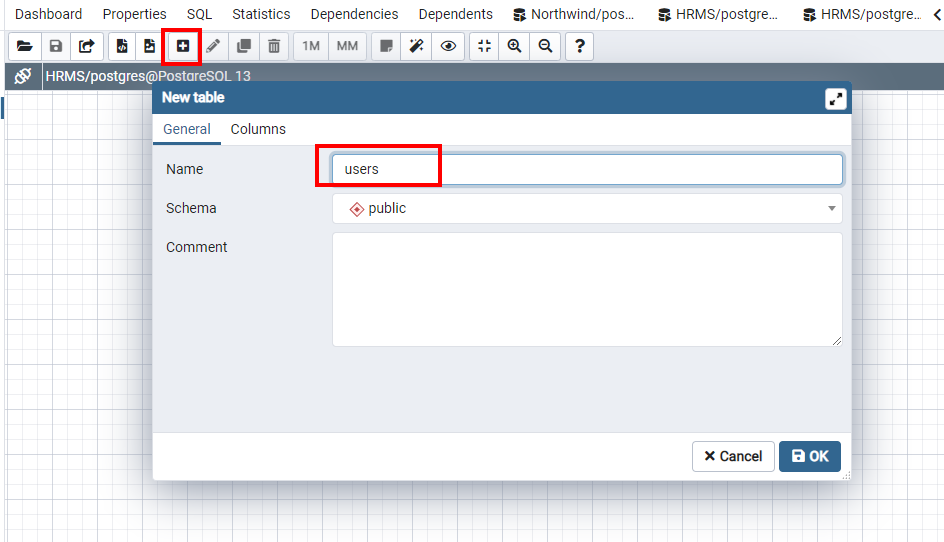 Dashboard Properties SQL Statistics Dependencies Dependents Northwind/pos... HRMS/postgre... HRMS/postgre...
1M MM ?
HRMS/postgres@PostgreSQL 13
New table
General Columns
Name users
Schema public
Comment
Cancel OK